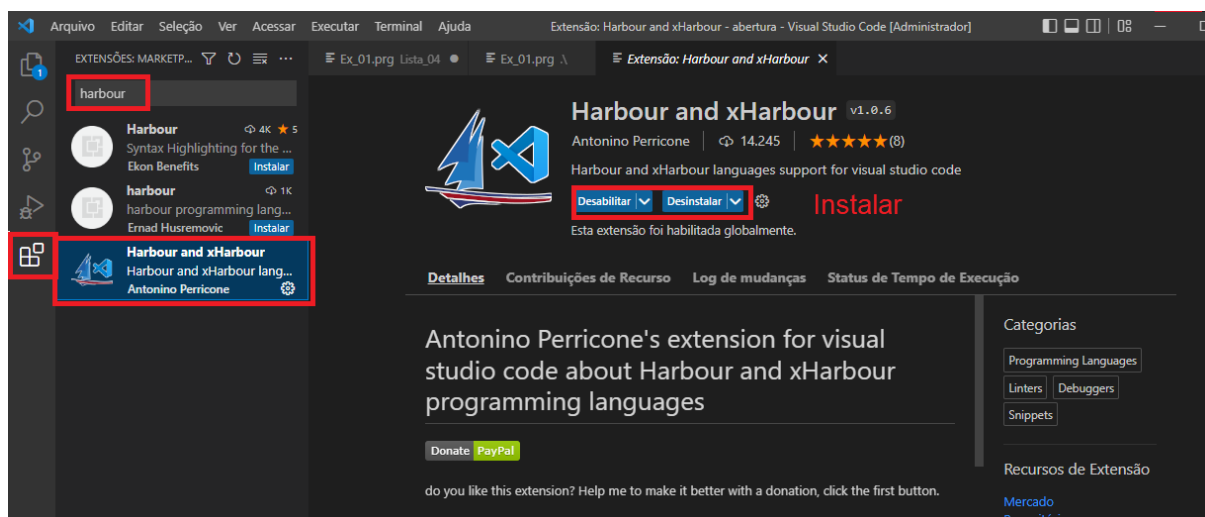 Arquivo Editar Seleção Ver Acessar Executar Terminal Ajuda Extensão: Harbour and xHarbour - abertura - Visual Studio Code [Administrador]
EXTENSÕES: MARKETP...
Ex_01.prg Lista_04 Ex_01.prg .\ Extensão: Harbour and xHarbour
1
harbour
Harbour 4K 5
Syntax Highlighting for the ...
Ekon Benefits Instalar
harbour 1K
harbour programming lang...
Ernad Husremovic Instalar
Harbour and xHarbour
Harbour and xHarbour lang...
Antonino Perricone
Harbour and xHarbour v1.0.6
Antonino Perricone 14.245 (8)
Harbour and xHarbour languages support for visual studio code
Desabilitar Desinstalar Instalar
Esta extensão foi habilitada globalmente.
Detalhes Contribuições de Recurso Log de mudanças Status de Tempo de Execução
Antonino Perricone's extension for visual
studio code about Harbour and xHarbour
programming languages
Donate PayPal
do you like this extension? Help me to make it better with a donation, click the first button.
Categorias
Programming Languages
Linters Debuggers
Snippets
Recursos de Extensão
Mercado